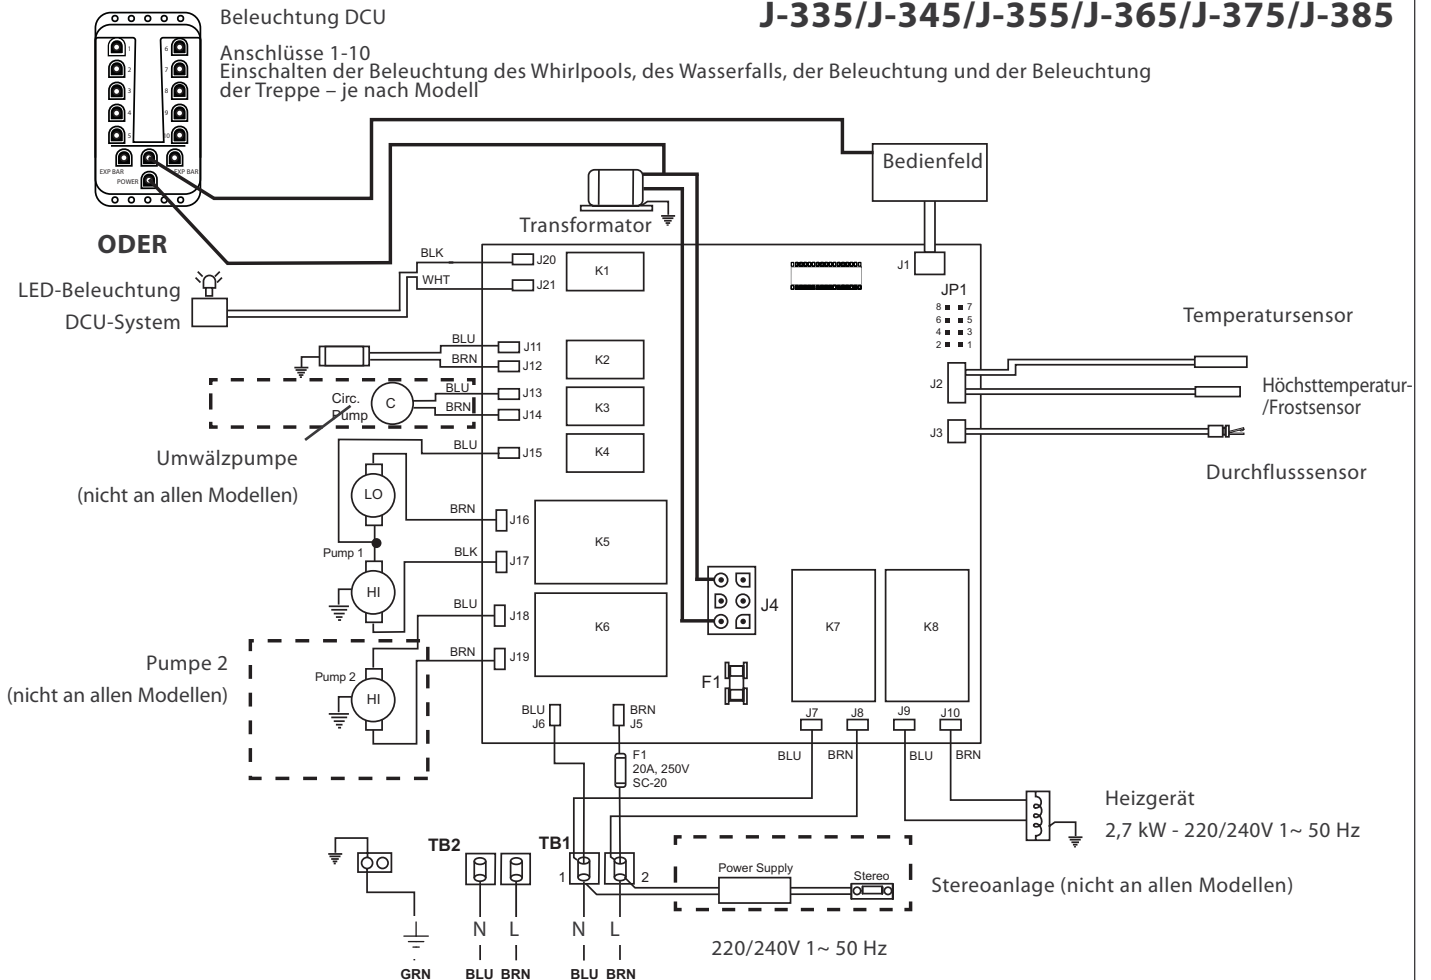 J-335/J-345/J-355/J-365/J-375/J-385
Beleuchtung DCU
Anschlüsse 1-10
Einschalten der Beleuchtung des Whirlpools, des Wasserfalls, der Beleuchtung und der Beleuchtung
der Treppe – je nach Modell
1 6
2 7
3 8
4 9
5 10
EXP BAR EXP BAR
POWER
ODER
Transformator
Bedienfeld
LED-Beleuchtung
DCU-System
BLK J20
WHT J21
K1
J1
JP1
8 7
6 5
4 3
2 1
Temperatursensor
BLU J11
BRN J12
K2
J2
Höchsttemperatur-
/Frostsensor
Circ.
Pump
C
BLU J13
BRN J14
K3
J3
Durchflusssensor
Umwälzpumpe
(nicht an allen Modellen)
BLU J15
K4
LO
BRN J16
K5
Pump 1
BLK J17
HI
BLU J18
K6
J4
K7
K8
Pumpe 2
(nicht an allen Modellen)
Pump 2
BRN J19
HI
F1
BLU
J6
BRN
J5
J7 J8 J9 J10
BLU BRN BLU BRN
F1
20A, 250V
SC-20
Heizgerät
2,7 kW - 220/240V 1~ 50 Hz
TB2
TB1
1 2
Power Supply
Stereo
Stereoanlage (nicht an allen Modellen)
N L N L
220/240V 1~ 50 Hz
GRN BLU BRN BLU BRN